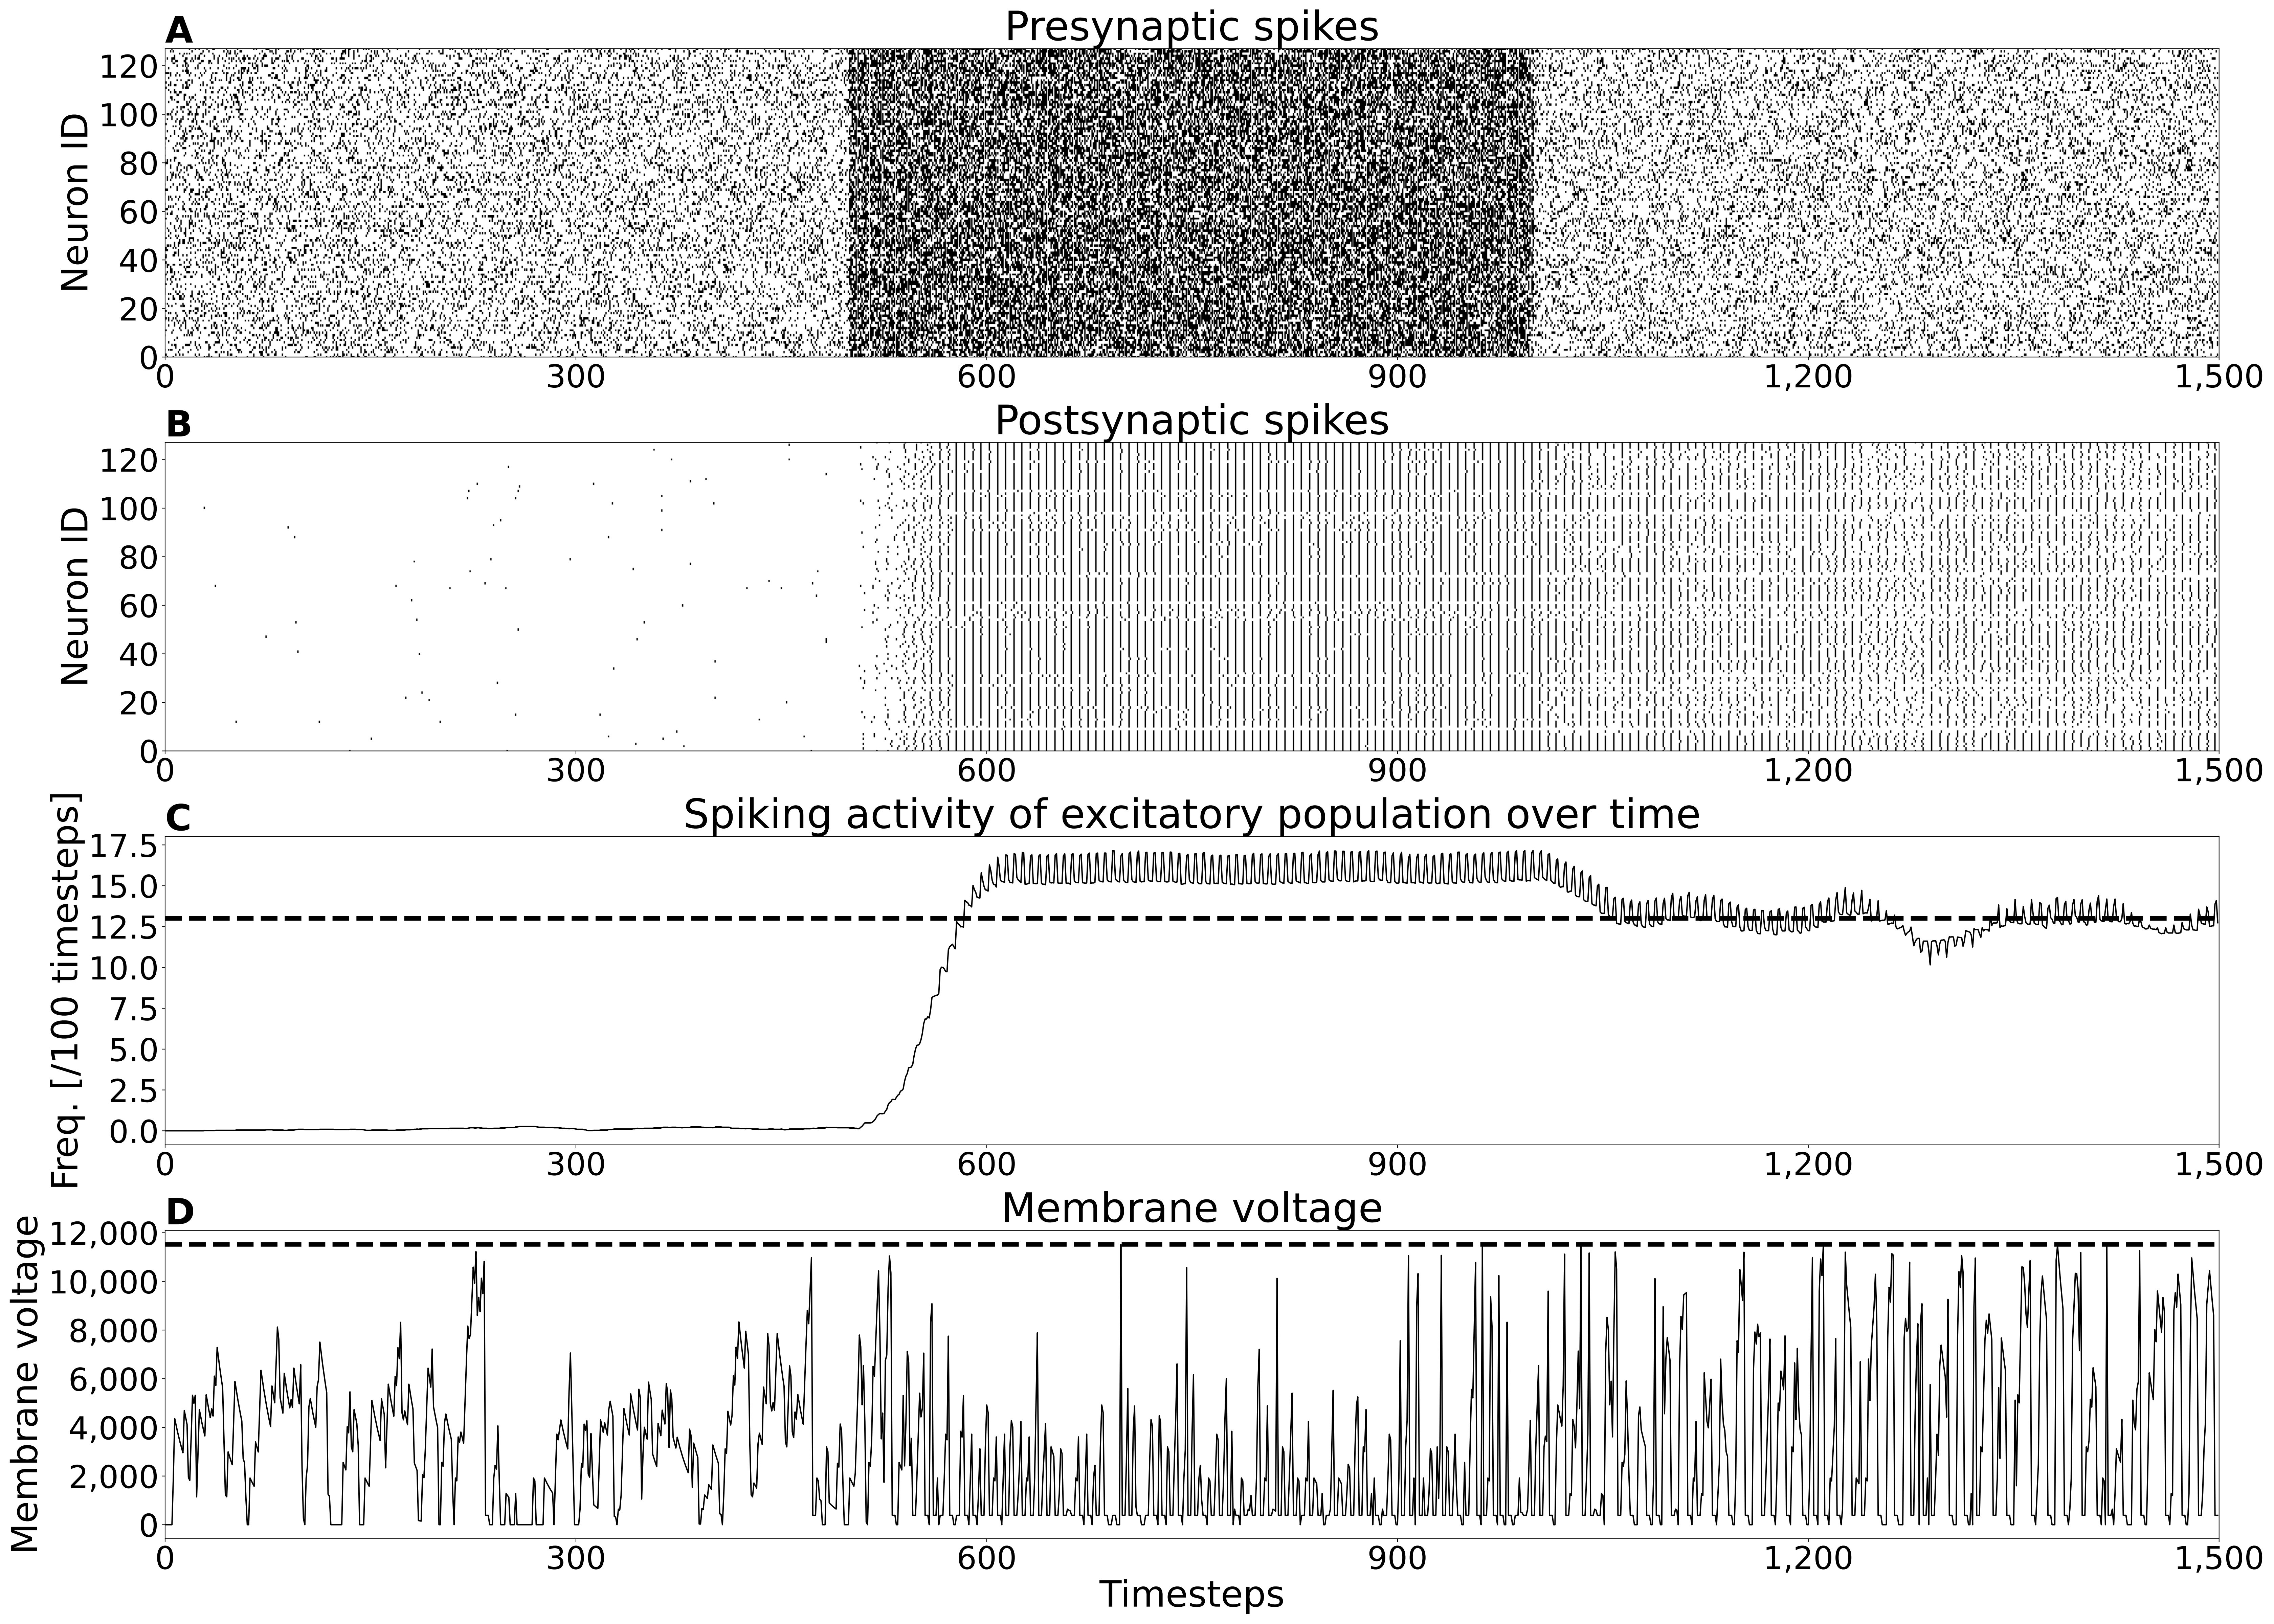 A Presynaptic spikes
120
100
80
60
40
20
0
Neuron ID
0 300 600 900 1,200 1,500
B Postsynaptic spikes
120
100
80
60
40
20
0
Neuron ID
0 300 600 900 1,200 1,500
C Spiking activity of excitatory population over time
17.5
15.0
12.5
10.0
7.5
5.0
2.5
0.0
Freq. [/100 timesteps]
0 300 600 900 1,200 1,500
D Membrane voltage
12,000
10,000
8,000
6,000
4,000
2,000
0
Membrane voltage
0 300 600 900 1,200 1,500
Timesteps